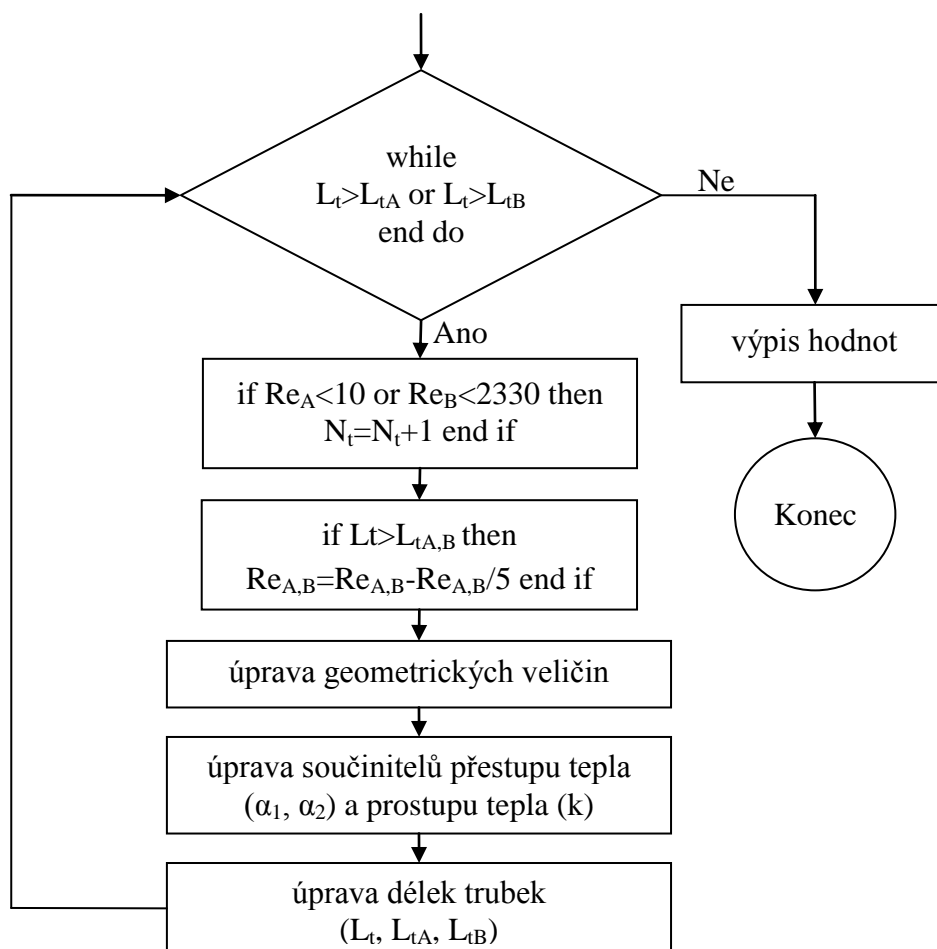 while
Lₜ>LₜA or Lₜ>LₜB
end do
Ne
Ano
výpis hodnot
if ReA<10 or ReB<2330 then
Nₜ=Nₜ+1 end if
Konec
if Lt>LₜA,B then
ReA,B=ReA,B-ReA,B/5 end if
úprava geometrických veličin
úprava součinitelů přestupu tepla
(α₁, α₂) a prostupu tepla (k)
úprava délek trubek
(Lₜ, LₜA, LₜB)